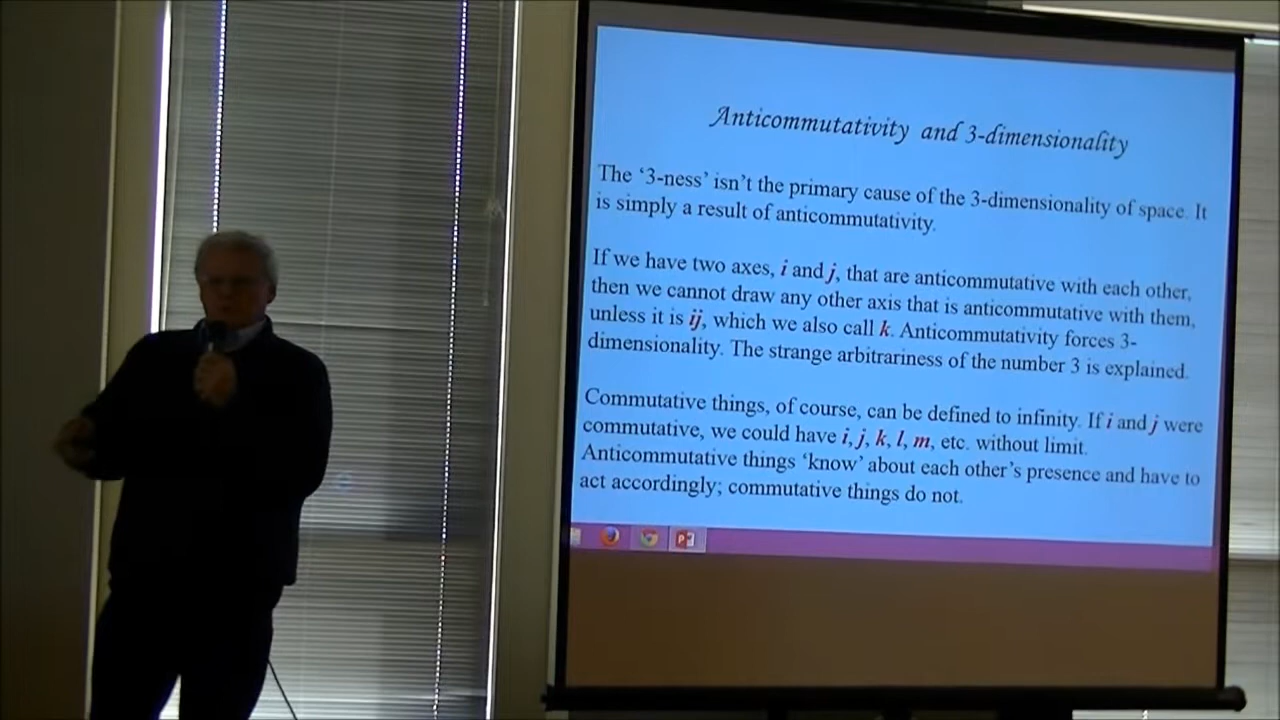 Anticommutativity and 3-dimensionality
The ‘3-ness’ isn’t the primary cause of the 3-dimensionality of space. It
is simply a result of anticommutativity.
If we have two axes, i and j, that are anticommutative with each other,
then we cannot draw any other axis that is anticommutative with them,
unless it is ij, which we also call k. Anticommutativity forces 3-
dimensionality. The strange arbitrariness of the number 3 is explained.
Commutative things, of course, can be defined to infinity. If i and j were
commutative, we could have i, j, k, l, m, etc. without limit.
Anticommutative things ‘know’ about each other’s presence and have to
act accordingly; commutative things do not.